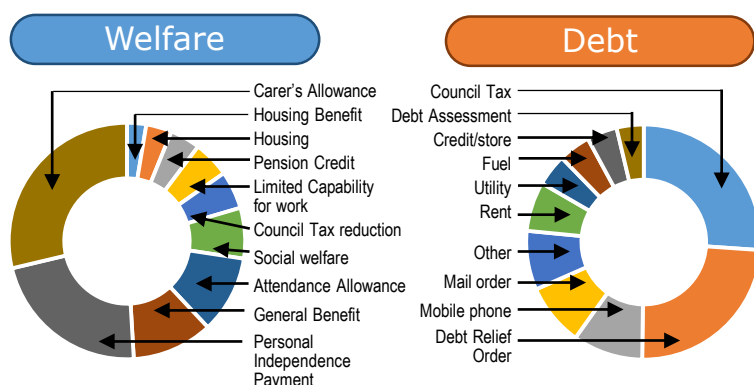 Welfare
Carer's Allowance
Housing Benefit
Housing
Pension Credit
Limited Capability
for work
Council Tax reduction
Social welfare
Attendance Allowance
General Benefit
Personal
Independence
Payment
Debt
Council Tax
Debt Assessment
Credit/store
Fuel
Utility
Rent
Other
Mail order
Mobile phone
Debt Relief
Order